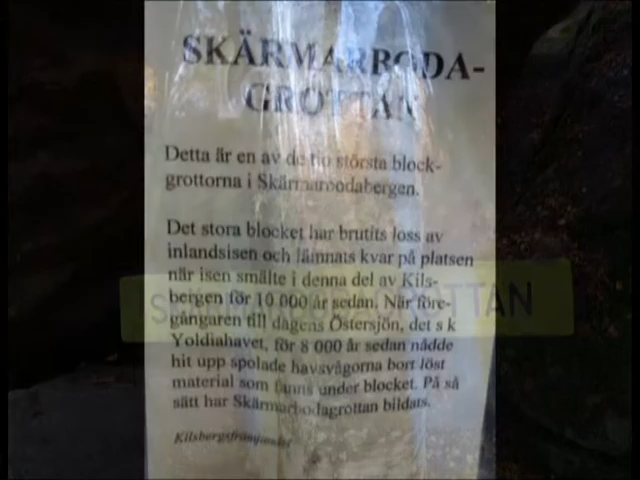 SKÄRMARBODA-
GROTTAN
Detta är en av de tio största block-
grottorna i Skärmarbodabergen.
Det stora blocket har brutits loss av
inlandsisen och lämnats kvar på platsen
när isen smälte i denna del av Kils-
bergen för 10 000 år sedan. När före-
gångaren till dagens Östersjön, det s k
Yoldiahavet, för 8 000 år sedan nådde
hit upp spolade havsvågorna bort löst
material som fanns under blocket. På så
sätt har Skärmarbodagrottan bildats.
Kilsbergsfrämjandet